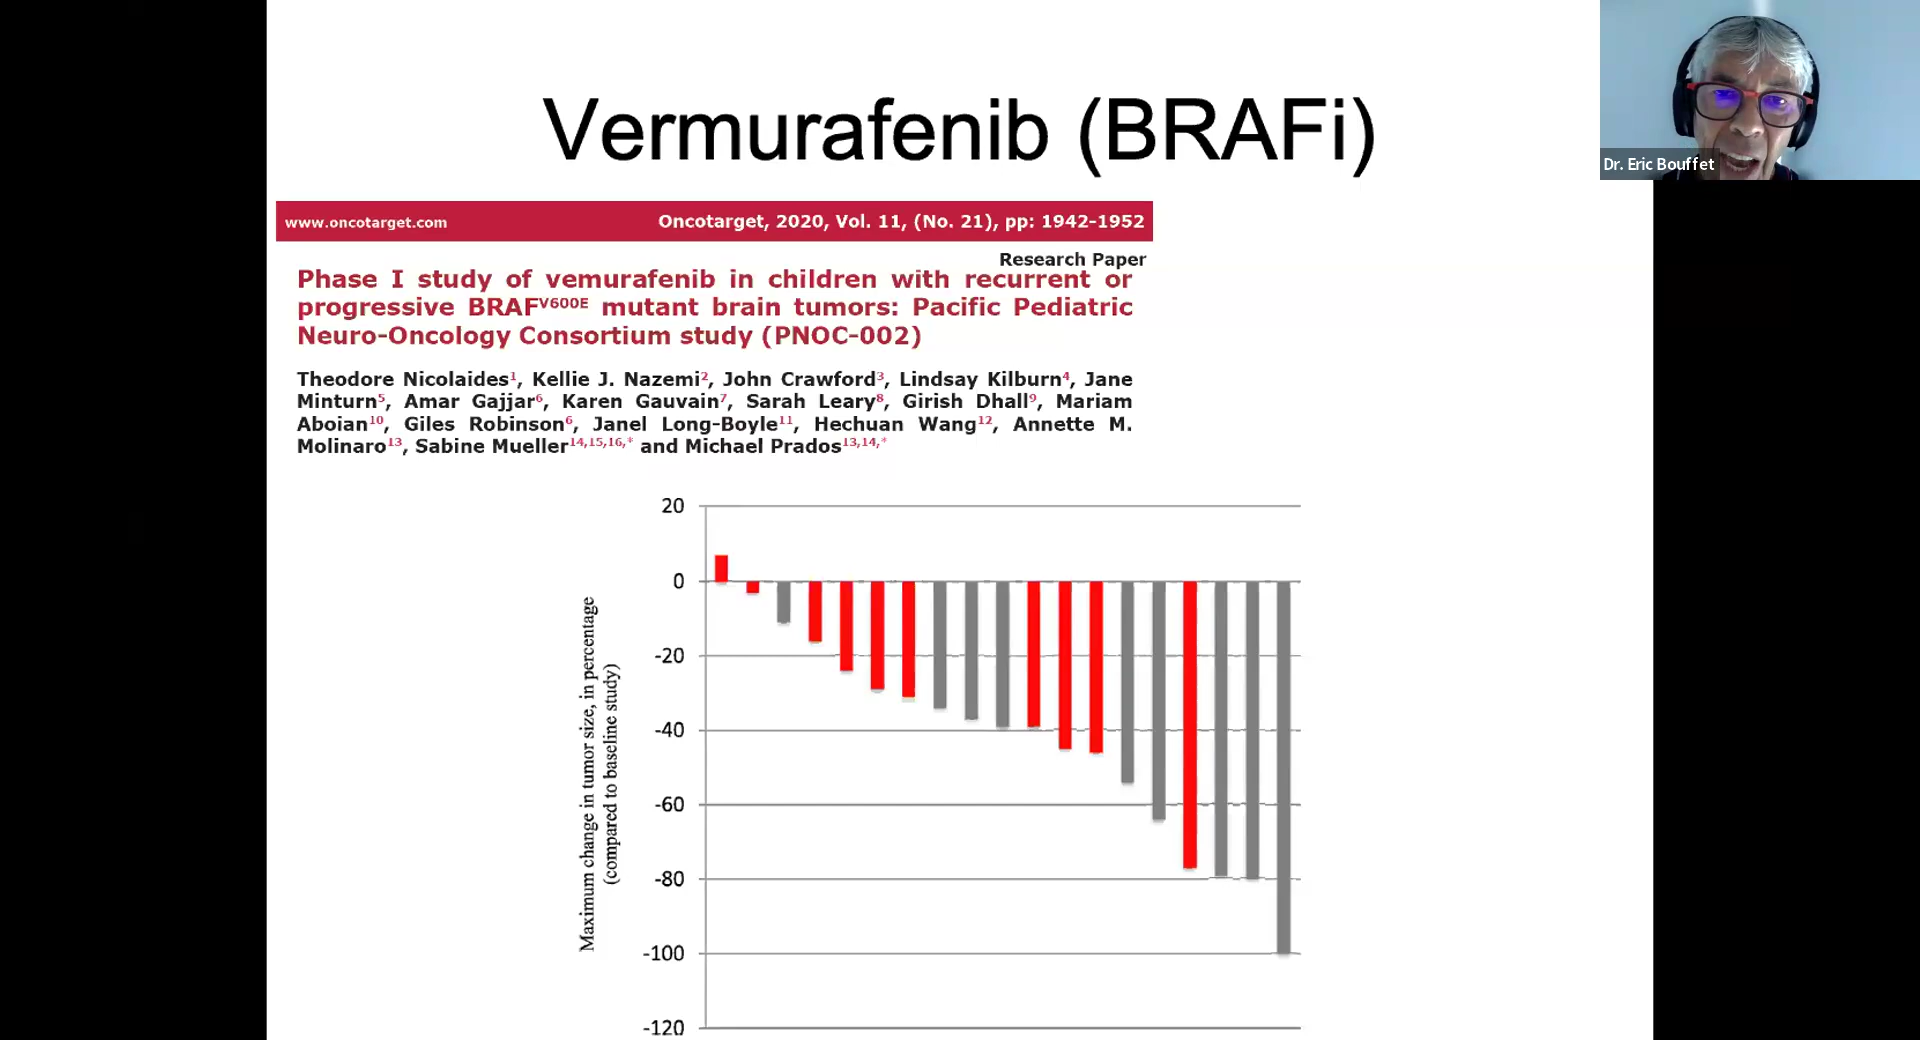 Vermurafenib (BRAFi)
Dr. Eric Bouffet
www.oncotarget.com Oncotarget, 2020, Vol. 11, (No. 21), pp: 1942-1952
Research Paper
Phase I study of vemurafenib in children with recurrent or
progressive BRAFV600E mutant brain tumors: Pacific Pediatric
Neuro-Oncology Consortium study (PNOC-002)
Theodore Nicolaides1, Kellie J. Nazemi2, John Crawford3, Lindsay Kilburn4, Jane
Minturn5, Amar Gajjar6, Karen Gauvain7, Sarah Leary8, Girish Dhall9, Mariam
Aboian10, Giles Robinson6, Janel Long-Boyle11, Hechuan Wang12, Annette M.
Molinaro13, Sabine Mueller14,15,16,* and Michael Prados13,14,*
Maximum change in tumor size, in percentage
(compared to baseline study)
20
0
-20
-40
-60
-80
-100
-120